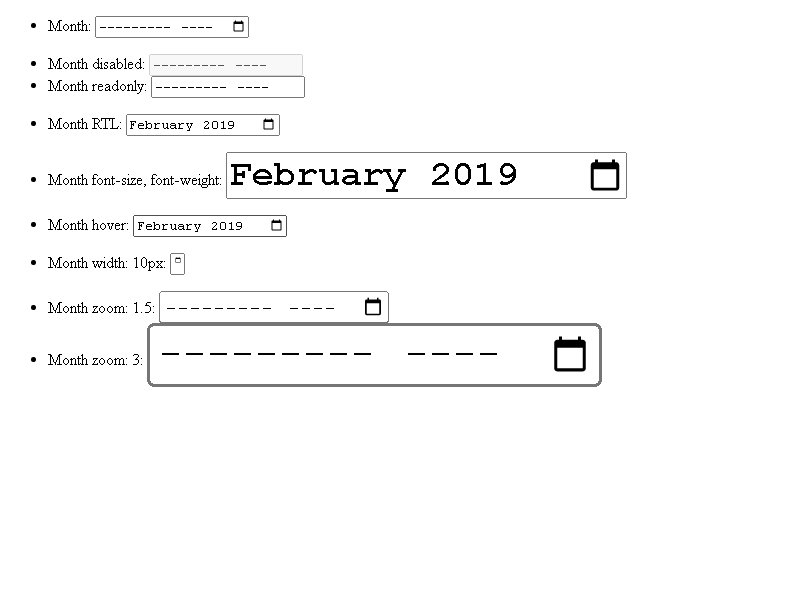 Month: --------- ----
Month disabled: --------- ----
Month readonly: --------- ----
Month RTL: February 2019
Month font-size, font-weight: February 2019
Month hover: February 2019
Month width: 10px:
Month zoom: 1.5: --------- ----
Month zoom: 3: --------- ----